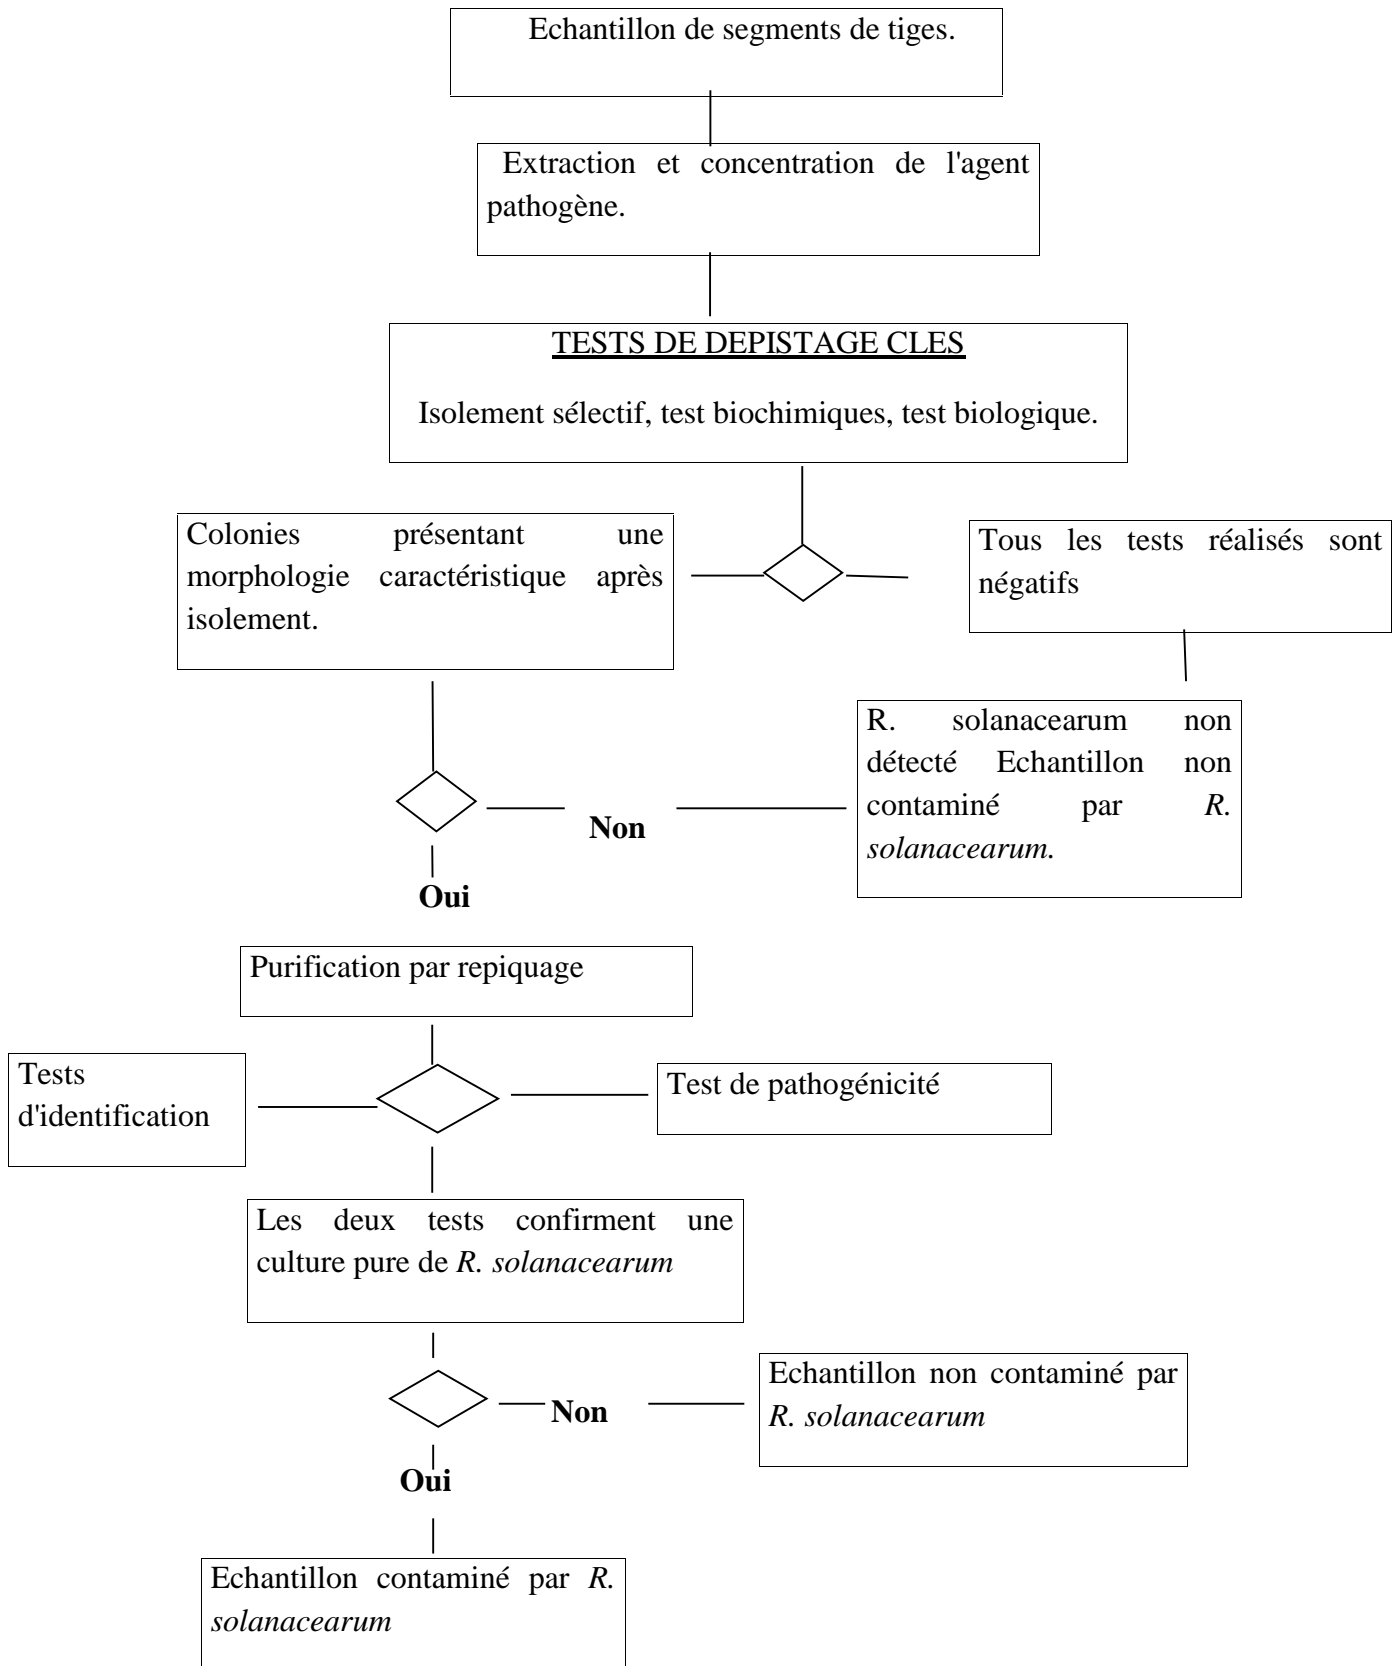 Echantillon de segments de tiges.
Extraction et concentration de l'agent
pathogène.
TESTS DE DEPISTAGE CLES
Isolement sélectif, test biochimiques, test biologique.
Colonies présentant une
morphologie caractéristique après
isolement.
Tous les tests réalisés sont
négatifs
R. solanacearum non
détecté Echantillon non
contaminé par R.
solanacearum.
Non
Oui
Purification par repiquage
Tests
d'identification
Test de pathogénicité
Les deux tests confirment une
culture pure de R. solanacearum
Echantillon non contaminé par
R. solanacearum
Non
Oui
Echantillon contaminé par R.
solanacearum